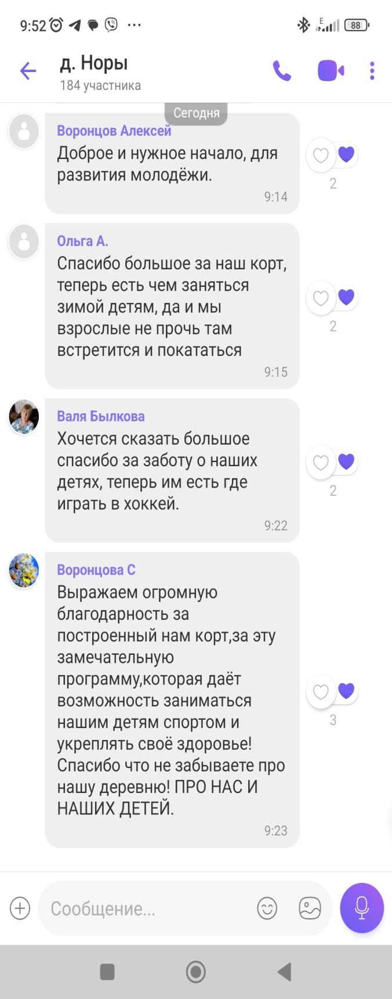 9:52
E
88
д. Норы
184 участника
Сегодня
Воронцов Алексей
Доброе и нужное начало, для
развития молодёжи.
9:14
2
Ольга А.
Спасибо большое за наш корт,
теперь есть чем заняться
зимой детям, да и мы
взрослые не прочь там
встретится и покататься
9:15
2
Валя Былкова
Хочется сказать большое
спасибо за заботу о наших
детях, теперь им есть где
играть в хоккей.
9:22
2
Воронцова С
Выражаем огромную
благодарность за
построенный нам корт,за эту
замечательную
программу,которая даёт
возможность заниматься
нашим детям спортом и
укреплять своё здоровье!
Спасибо что не забываете про
нашу деревню! ПРО НАС И
НАШИХ ДЕТЕЙ.
9:23
3
Сообщение...